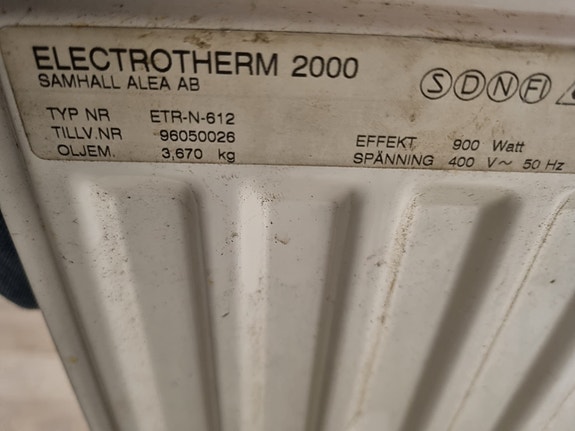 ELECTROTHERM 2000
SAMHALL ALEA AB
S D N FI
TYP NR ETR-N-612
TILLV.NR 96050026
OLJEM. 3,670 kg
EFFEKT 900 Watt
SPÄNNING 400 V~ 50 Hz